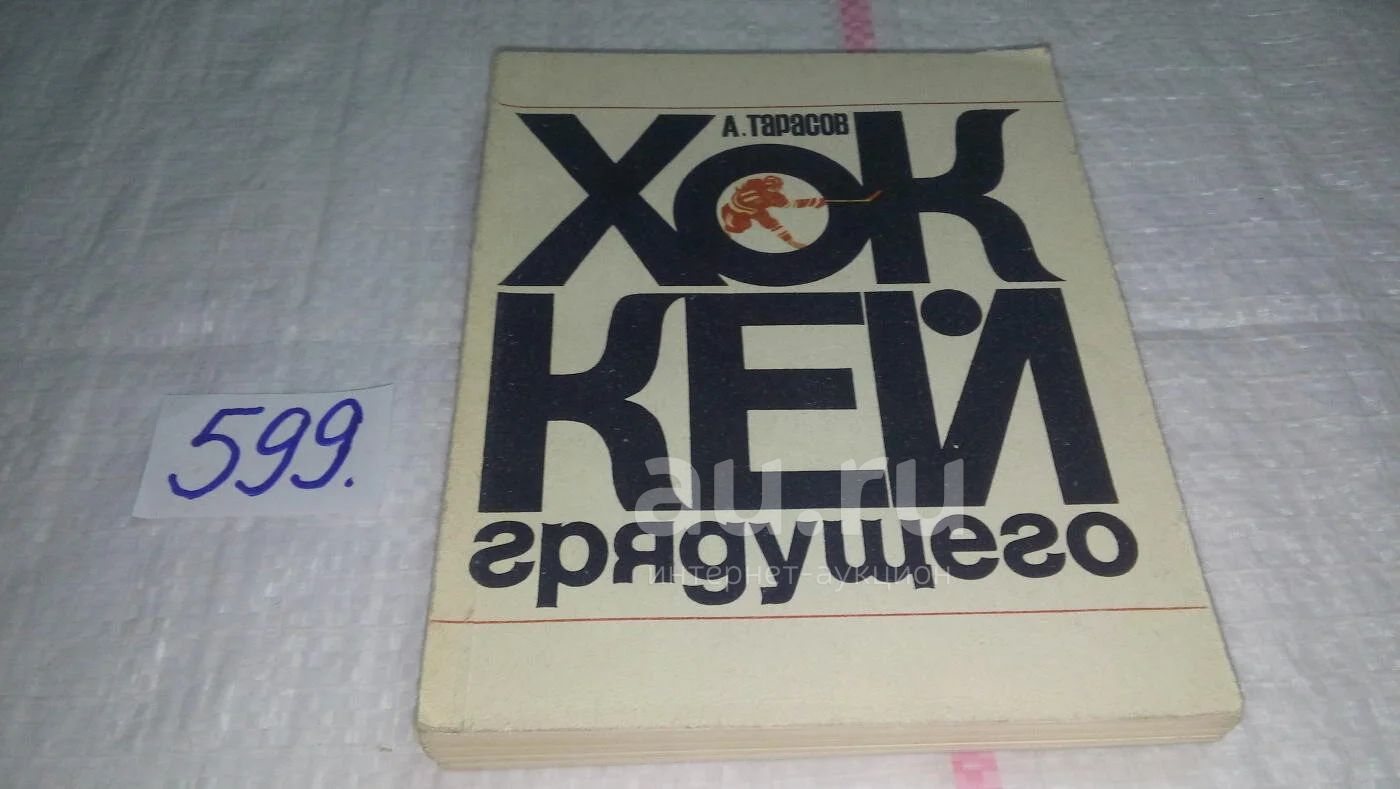 А. Тарасов
ХОК
КЕЙ
грядущего
599.
au.ru
интернет-аукцион